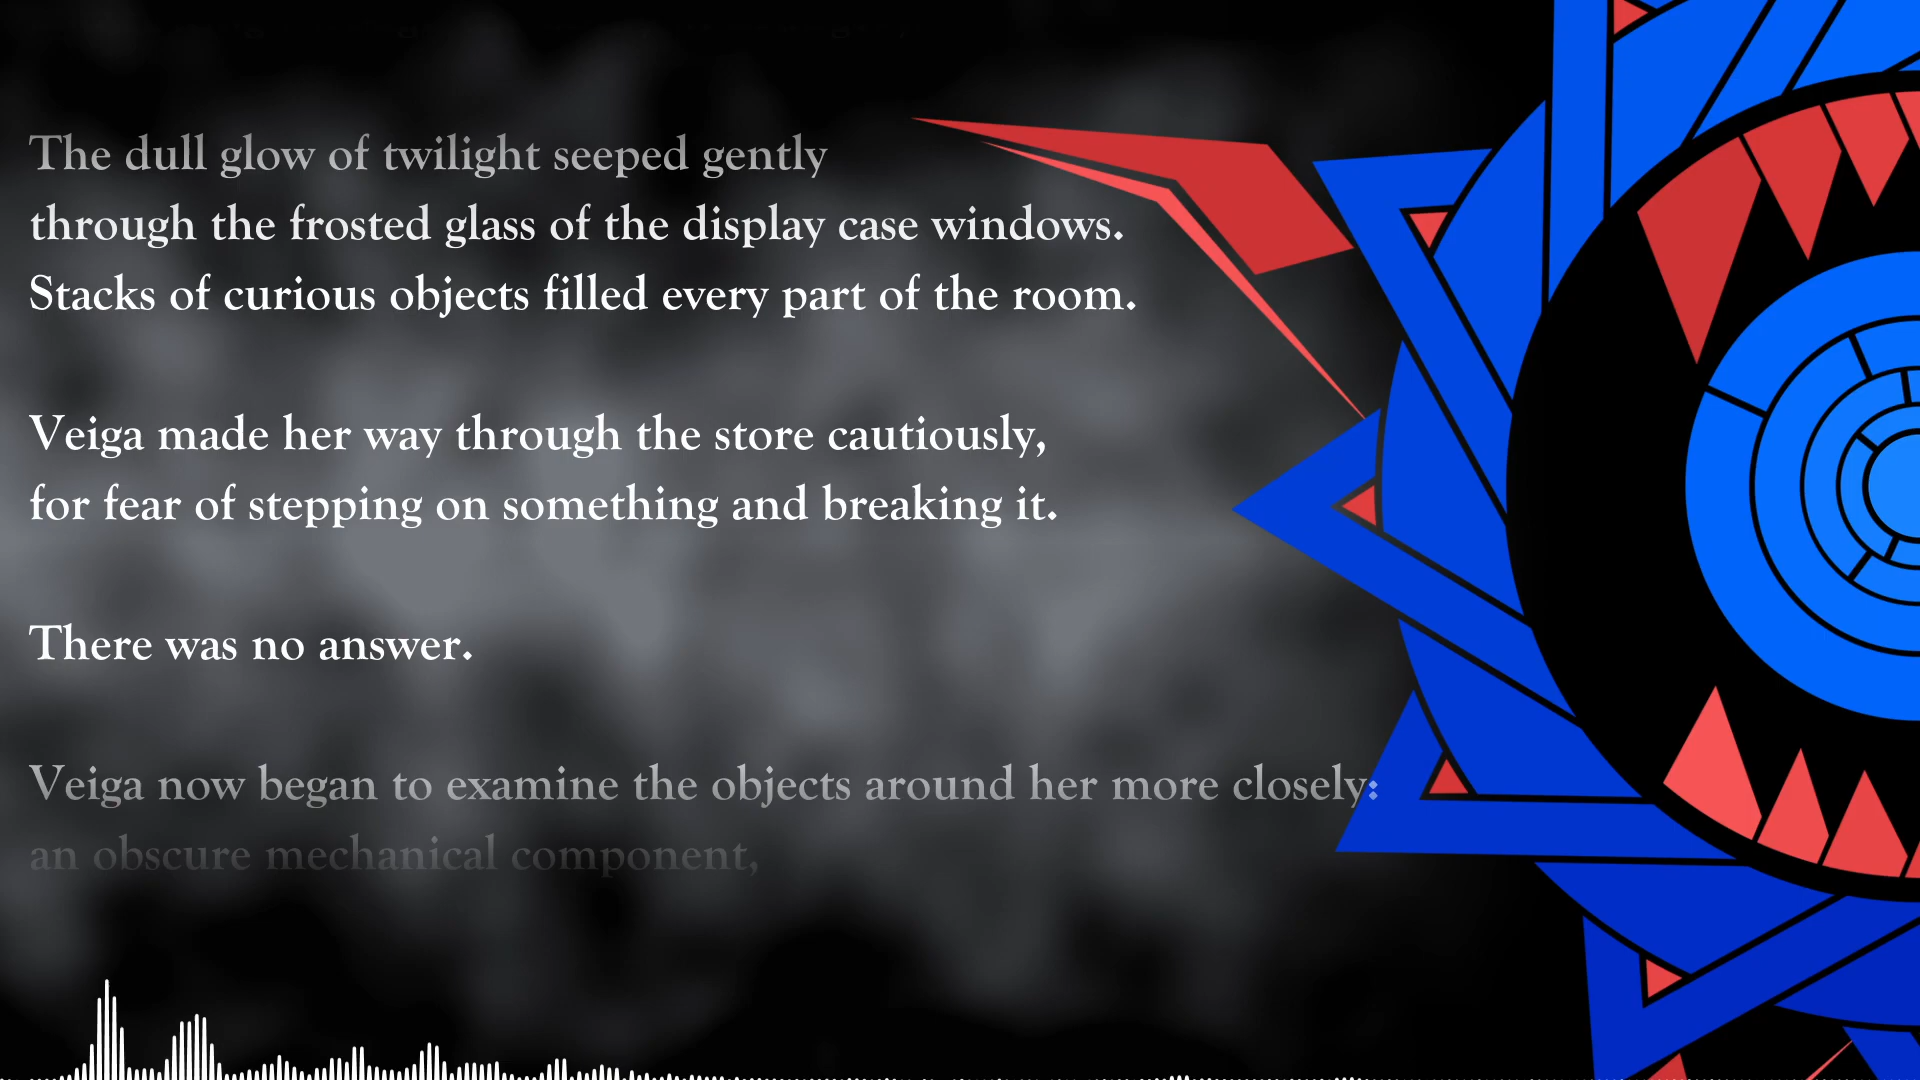 The dull glow of twilight seeped gently
through the frosted glass of the display case windows.
Stacks of curious objects filled every part of the room.
Veiga made her way through the store cautiously,
for fear of stepping on something and breaking it.
There was no answer.
Veiga now began to examine the objects around her more closely:
an obscure mechanical component,